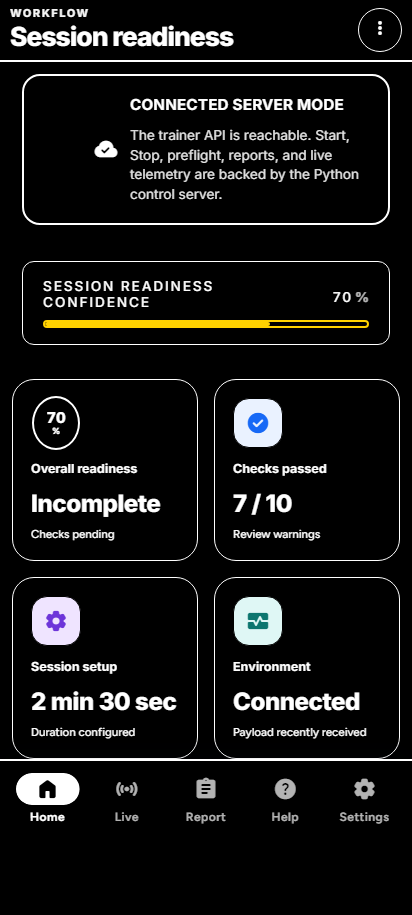 WORKFLOW
Session readiness
CONNECTED SERVER MODE
The trainer API is reachable. Start,
Stop, preflight, reports, and live
telemetry are backed by the Python
control server.
SESSION READINESS
CONFIDENCE
70 %
70
%
Overall readiness
Incomplete
Checks pending
Checks passed
7 / 10
Review warnings
Session setup
2 min 30 sec
Duration configured
Environment
Connected
Payload recently received
Home
Live
Report
Help
Settings